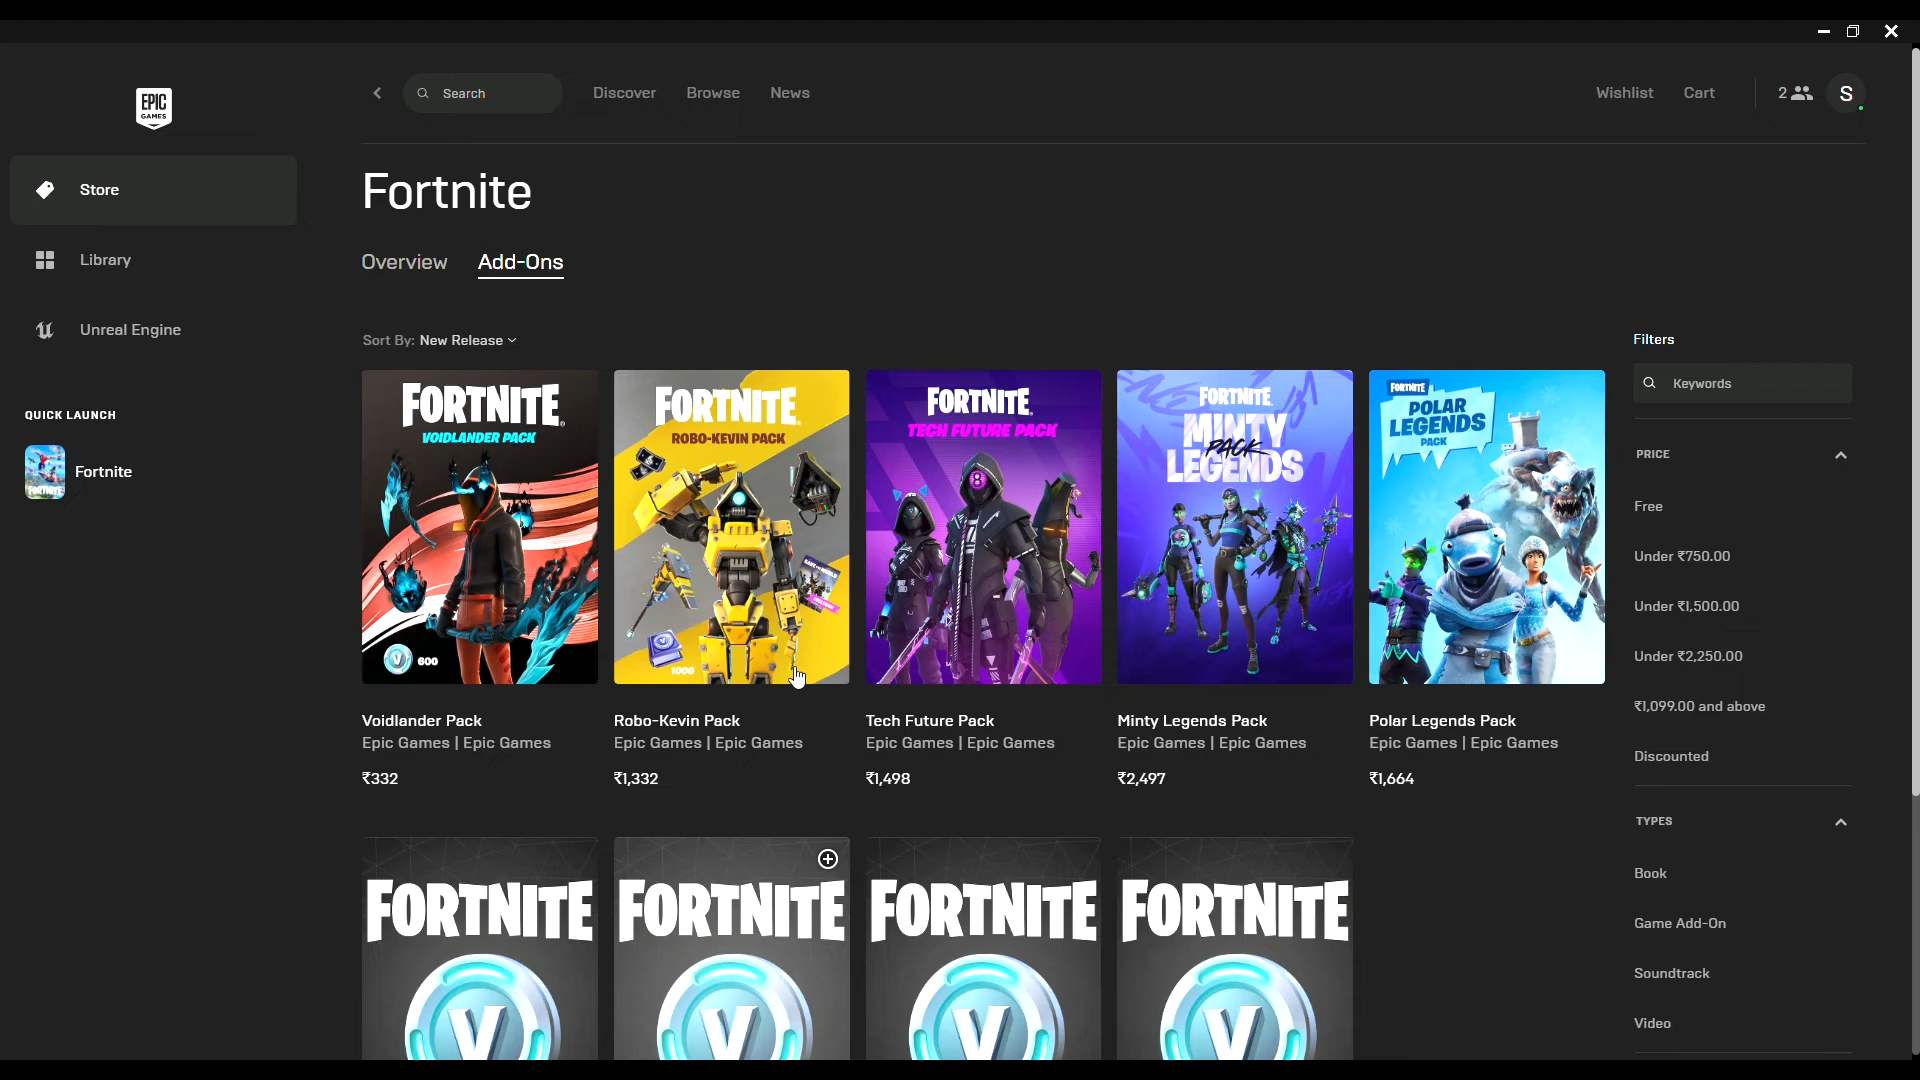 EPIC
GAMES
Search
Discover
Browse
News
Wishlist
Cart
2
S
Store
Library
Unreal Engine
QUICK LAUNCH
FORTNITE
Fortnite
Fortnite
Overview
Add-Ons
Sort By: New Release
FORTNITE
VOIDLANDER PACK
V 600
Voidlander Pack
Epic Games | Epic Games
₹332
FORTNITE
ROBO-KEVIN PACK
V
1000
Robo-Kevin Pack
Epic Games | Epic Games
₹1,332
FORTNITE
TECH FUTURE PACK
8
Tech Future Pack
Epic Games | Epic Games
₹1,498
FORTNITE
MINTY
PACK
LEGENDS
Minty Legends Pack
Epic Games | Epic Games
₹2,497
FORTNITE
POLAR
LEGENDS
PACK
Polar Legends Pack
Epic Games | Epic Games
₹1,664
FORTNITE
V
FORTNITE
V
FORTNITE
V
FORTNITE
V
Filters
Keywords
PRICE
Free
Under ₹750.00
Under ₹1,500.00
Under ₹2,250.00
₹1,099.00 and above
Discounted
TYPES
Book
Game Add-On
Soundtrack
Video